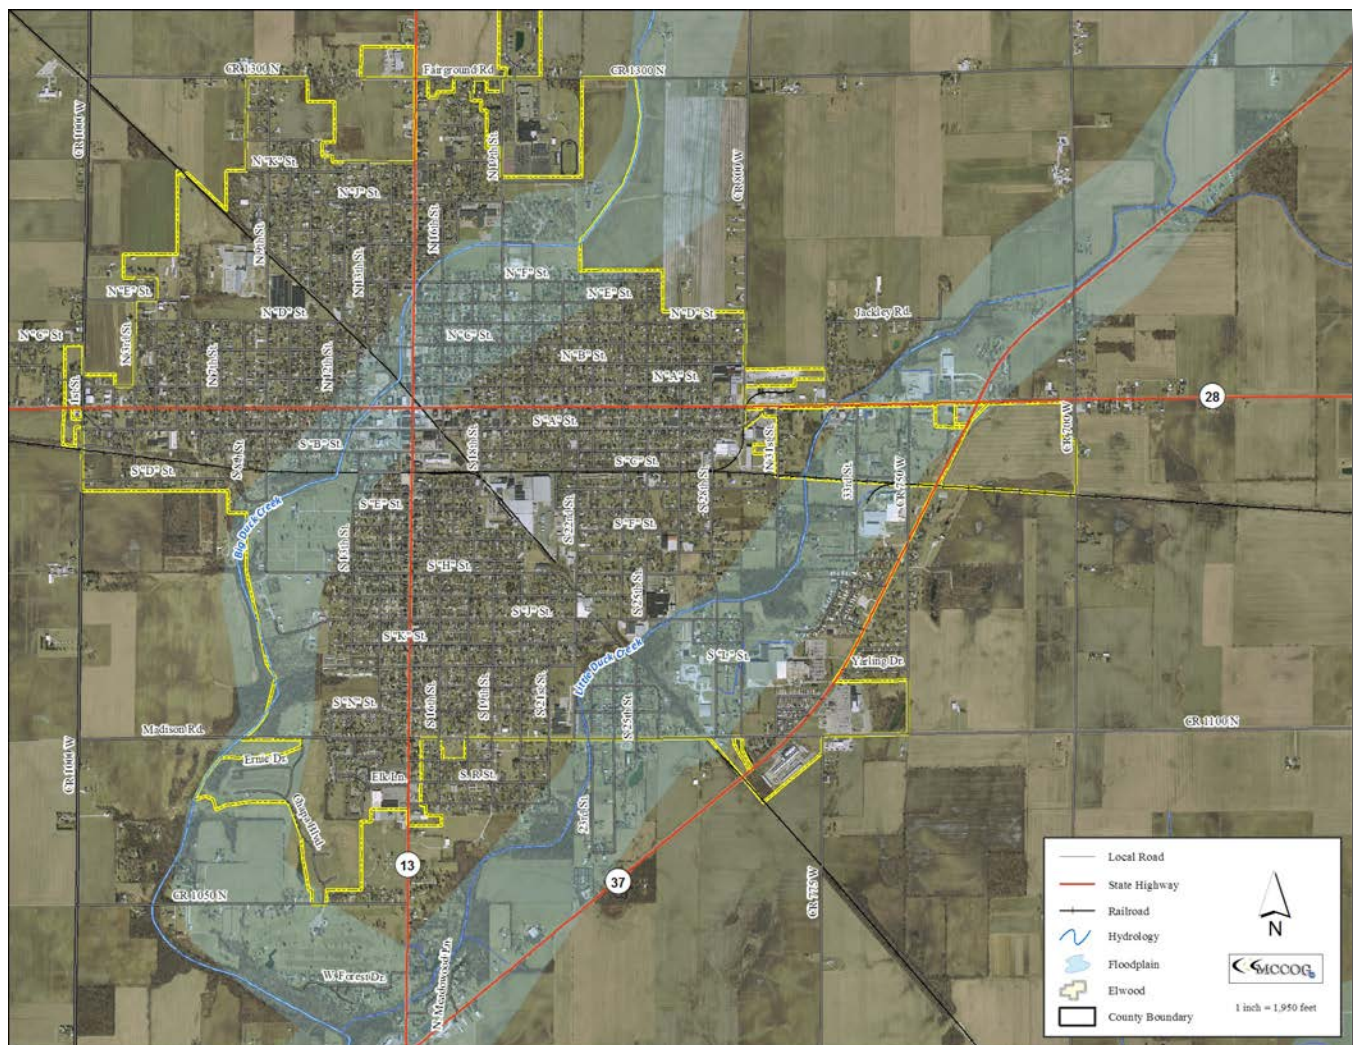 CR 1300 N
Fairground Rd.
CR 1300 N
CR 1000 W
N 19th St.
CR 800 W
N "K" St.
N "J" St.
N 9th St.
N 13th St.
N 16th St.
N "F" St.
N "E" St.
N "E" St.
N "D" St.
N "D" St.
Jackley Rd.
N "C" St.
N "C" St.
N 3rd St.
N 7th St.
N 12th St.
N "B" St.
N "A" St.
1st St.
28
S "A" St.
S "B" St.
N 31st St.
CR 700 W
S "D" St.
S 8th St.
S 18th St.
S "C" St.
S 28th St.
33rd St.
CR 750 W
S "E" St.
Big Duck Creek
S 13th St.
S 22nd St.
S "F" St.
S "H" St.
S "J" St.
S 25th St.
S "K" St.
Little Duck Creek
S "L" St.
Yarling Dr.
S "N" St.
S 16th St.
S 19th St.
S 21st St.
S 25th St.
Madison Rd.
CR 1100 N
CR 1000 W
Ernie Dr.
Elk Ln.
S. R St.
Chapa Blvd.
23rd St.
13
37
CR 1050 N
CR 775 W
W. Forest Dr.
N Meadowood Ln.
Local Road
State Highway
Railroad
Hydrology
Floodplain
Elwood
County Boundary
N
MCCOG
1 inch = 1,950 feet